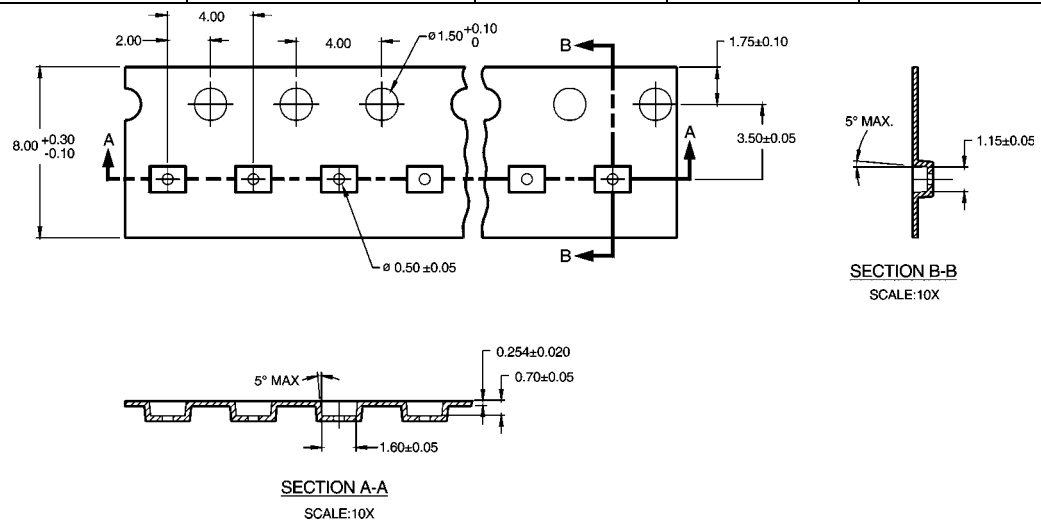 4.00
2.00
4.00
ø1.50 +0.10
0
B
1.75±0.10
8.00 +0.30
-0.10
A
A
3.50±0.05
5° MAX.
1.15±0.05
B
ø 0.50 ±0.05
SECTION B-B
SCALE:10X
0.254±0.020
5° MAX
0.70±0.05
1.60±0.05
SECTION A-A
SCALE:10X